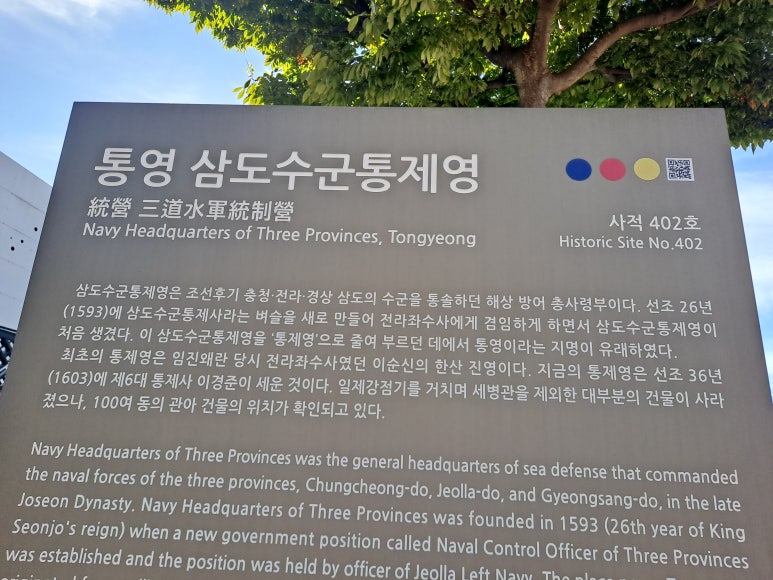 통영 삼도수군통제영
統營 三道水軍統制營
Navy Headquarters of Three Provinces, Tongyeong
사적 402호
Historic Site No.402
삼도수군통제영은 조선후기 충청·전라·경상 삼도의 수군을 통솔하던 해상 방어 총사령부이다. 선조 26년
(1593)에 삼도수군통제사라는 벼슬을 새로 만들어 전라좌수사에게 겸임하게 하면서 삼도수군통제영이
처음 생겼다. 이 삼도수군통제영을 ‘통제영’으로 줄여 부르던 데에서 통영이라는 지명이 유래하였다.
최초의 통제영은 임진왜란 당시 전라좌수사였던 이순신의 한산 진영이다. 지금의 통제영은 선조 36년
(1603)에 제6대 통제사 이경준이 세운 것이다. 일제강점기를 거치며 세병관을 제외한 대부분의 건물이 사라
졌으나, 100여 동의 관아 건물의 위치가 확인되고 있다.
Navy Headquarters of Three Provinces was the general headquarters of sea defense that commanded
the naval forces of the three provinces, Chungcheong-do, Jeolla-do, and Gyeongsang-do, in the late
Joseon Dynasty. Navy Headquarters of Three Provinces was founded in 1593 (26th year of King
Seonjo's reign) when a new government position called Naval Control Officer of Three Provinces
was established and the position was held by officer of Jeolla Left Navy. The